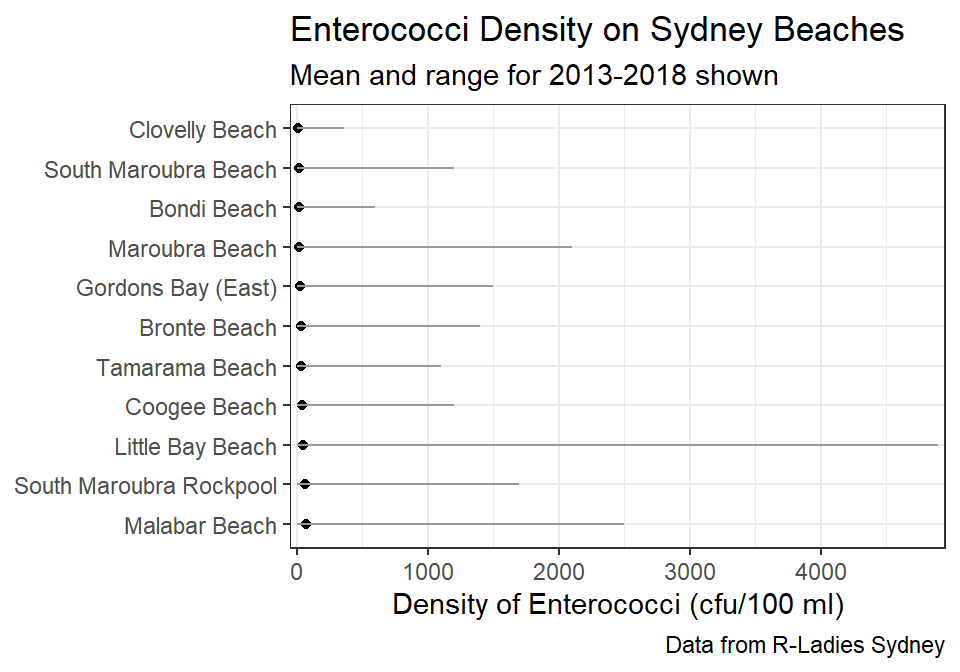 Enterococci Density on Sydney Beaches
Mean and range for 2013-2018 shown
Clovelly Beach
South Maroubra Beach
Bondi Beach
Maroubra Beach
Gordons Bay (East)
Bronte Beach
Tamarama Beach
Coogee Beach
Little Bay Beach
South Maroubra Rockpool
Malabar Beach
0 1000 2000 3000 4000
Density of Enterococci (cfu/100 ml)
Data from R-Ladies Sydney